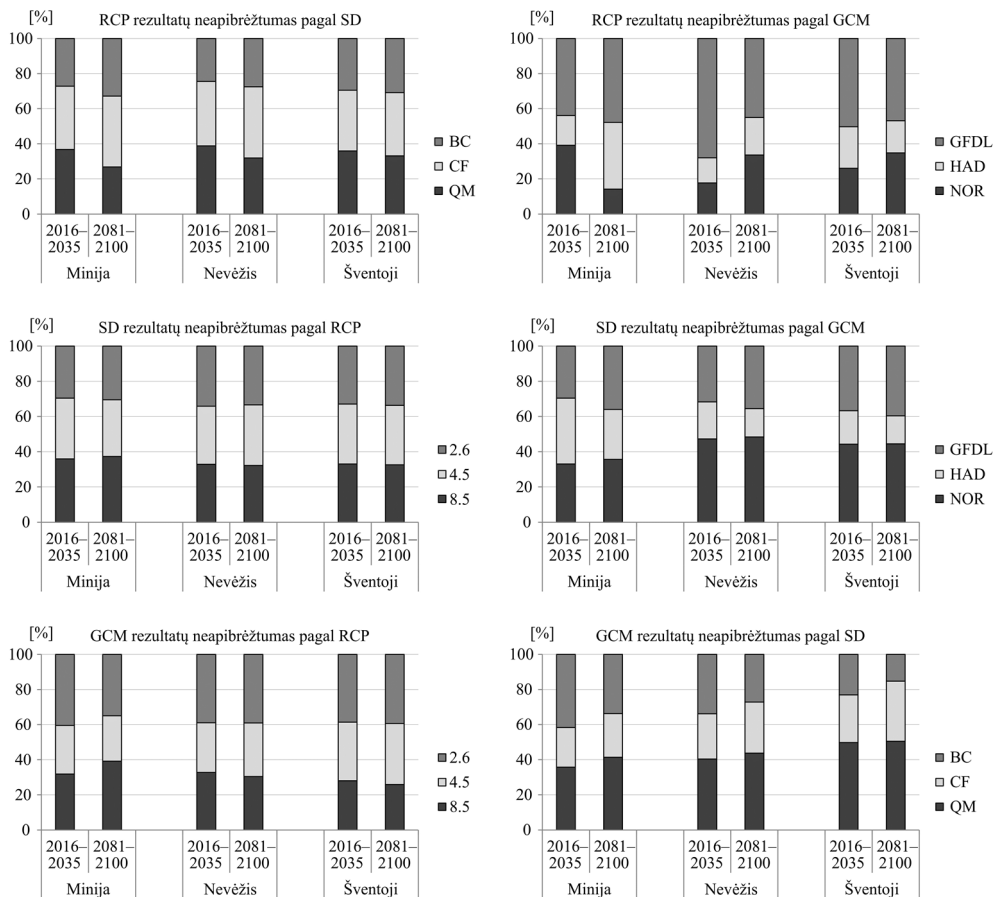 [%]
RCP rezultatų neapibrėžtumas pagal SD
100
80
60
40
20
0
BC
CF
QM
2016– 2081– 2016– 2081– 2016– 2081–
2035 2100 2035 2100 2035 2100
Minija Nevėžis Šventoji
[%]
RCP rezultatų neapibrėžtumas pagal GCM
100
80
60
40
20
0
GFDL
HAD
NOR
2016– 2081– 2016– 2081– 2016– 2081–
2035 2100 2035 2100 2035 2100
Minija Nevėžis Šventoji
[%]
SD rezultatų neapibrėžtumas pagal RCP
100
80
60
40
20
0
2.6
4.5
8.5
2016– 2081– 2016– 2081– 2016– 2081–
2035 2100 2035 2100 2035 2100
Minija Nevėžis Šventoji
[%]
SD rezultatų neapibrėžtumas pagal GCM
100
80
60
40
20
0
GFDL
HAD
NOR
2016– 2081– 2016– 2081– 2016– 2081–
2035 2100 2035 2100 2035 2100
Minija Nevėžis Šventoji
[%]
GCM rezultatų neapibrėžtumas pagal RCP
100
80
60
40
20
0
2.6
4.5
8.5
2016– 2081– 2016– 2081– 2016– 2081–
2035 2100 2035 2100 2035 2100
Minija Nevėžis Šventoji
[%]
GCM rezultatų neapibrėžtumas pagal SD
100
80
60
40
20
0
BC
CF
QM
2016– 2081– 2016– 2081– 2016– 2081–
2035 2100 2035 2100 2035 2100
Minija Nevėžis Šventoji